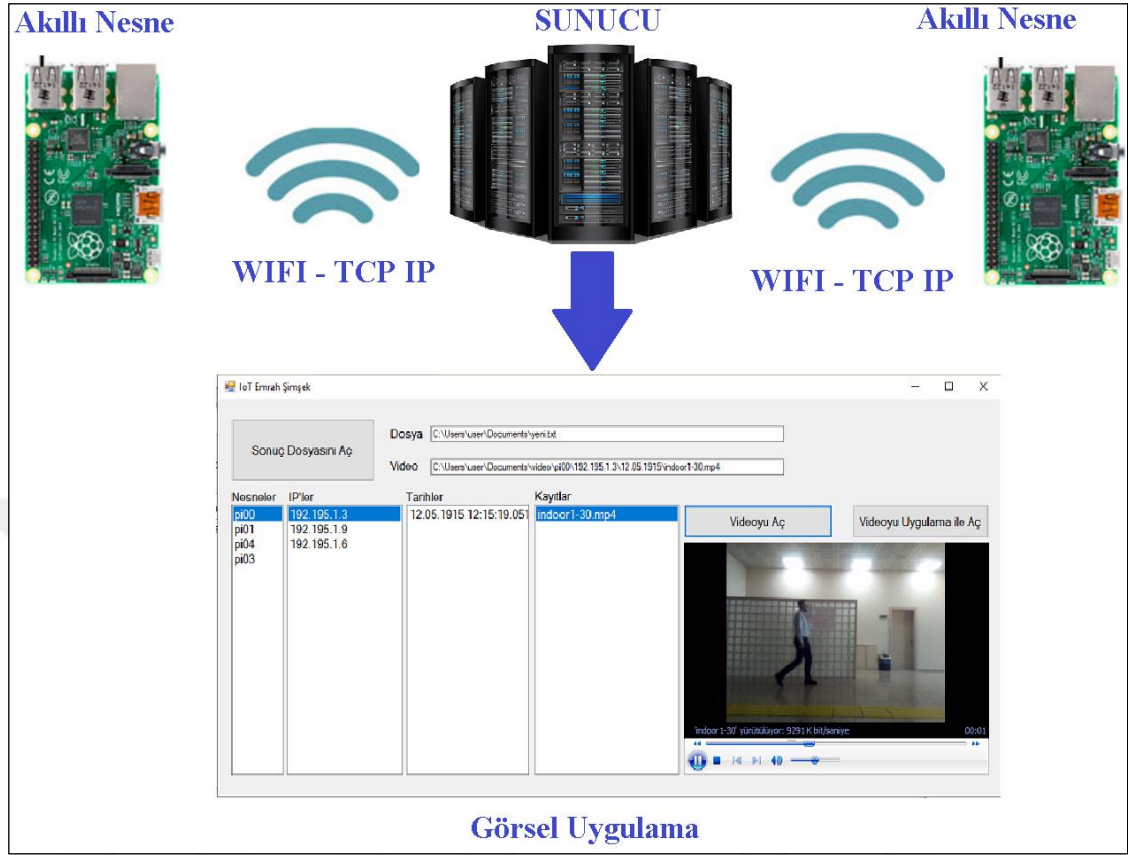 Akıllı Nesne
SUNUCU
Akıllı Nesne
WIFI - TCP IP
WIFI - TCP IP
IoT Emrah Şimşek
Sonuç Dosyasını Aç
Dosya C:\Users\user\Documents\yeni.txt
Video C:\Users\user\Documents\video\pi00\192.195.1.3\12.05.1915\indoor1-30.mp4
Nesneler IP'ler Tarihler Kayıtlar
pi00 192.195.1.3 12.05.1915 12:15:19.051 indoor1-30.mp4
pi01 192.195.1.9
pi04 192.195.1.6
pi03
Videoyu Aç Videoyu Uygulama ile Aç
'indoor1-30' yürütülüyor: 9291 K bit/saniye 00:01
Görsel Uygulama